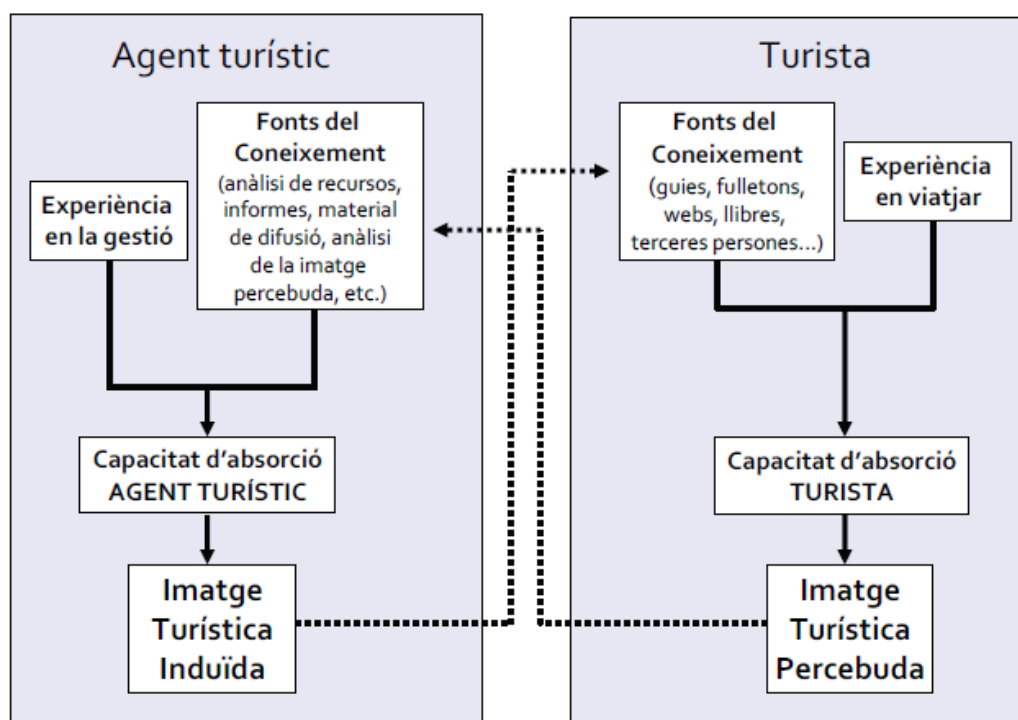 Agent turístic
Experiència
en la gestió
Fonts del
Coneixement
(anàlisi de recursos,
informes, material
de difusió, anàlisi
de la imatge
percebuda, etc.)
Capacitat d’absorció
AGENT TURÍSTIC
Imatge
Turística
Induïda
Turista
Fonts del
Coneixement
(guies, fulletons,
webs, llibres,
terceres persones...)
Experiència
en viatjar
Capacitat d’absorció
TURISTA
Imatge
Turística
Percebuda